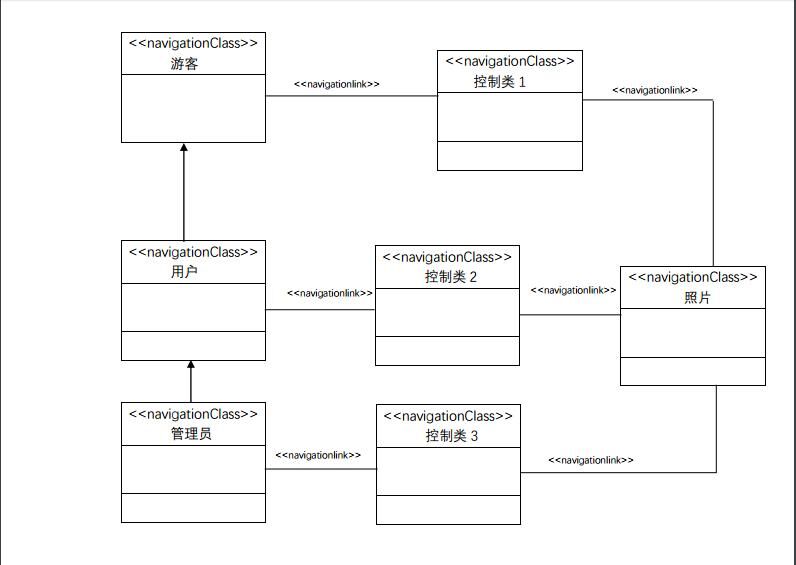 <<navigationClass>>
游客
<<navigationlink>>
<<navigationClass>>
控制类 1
<<navigationlink>>
<<navigationClass>>
用户
<<navigationlink>>
<<navigationClass>>
控制类 2
<<navigationlink>>
<<navigationClass>>
照片
<<navigationClass>>
管理员
<<navigationlink>>
<<navigationClass>>
控制类 3
<<navigationlink>>